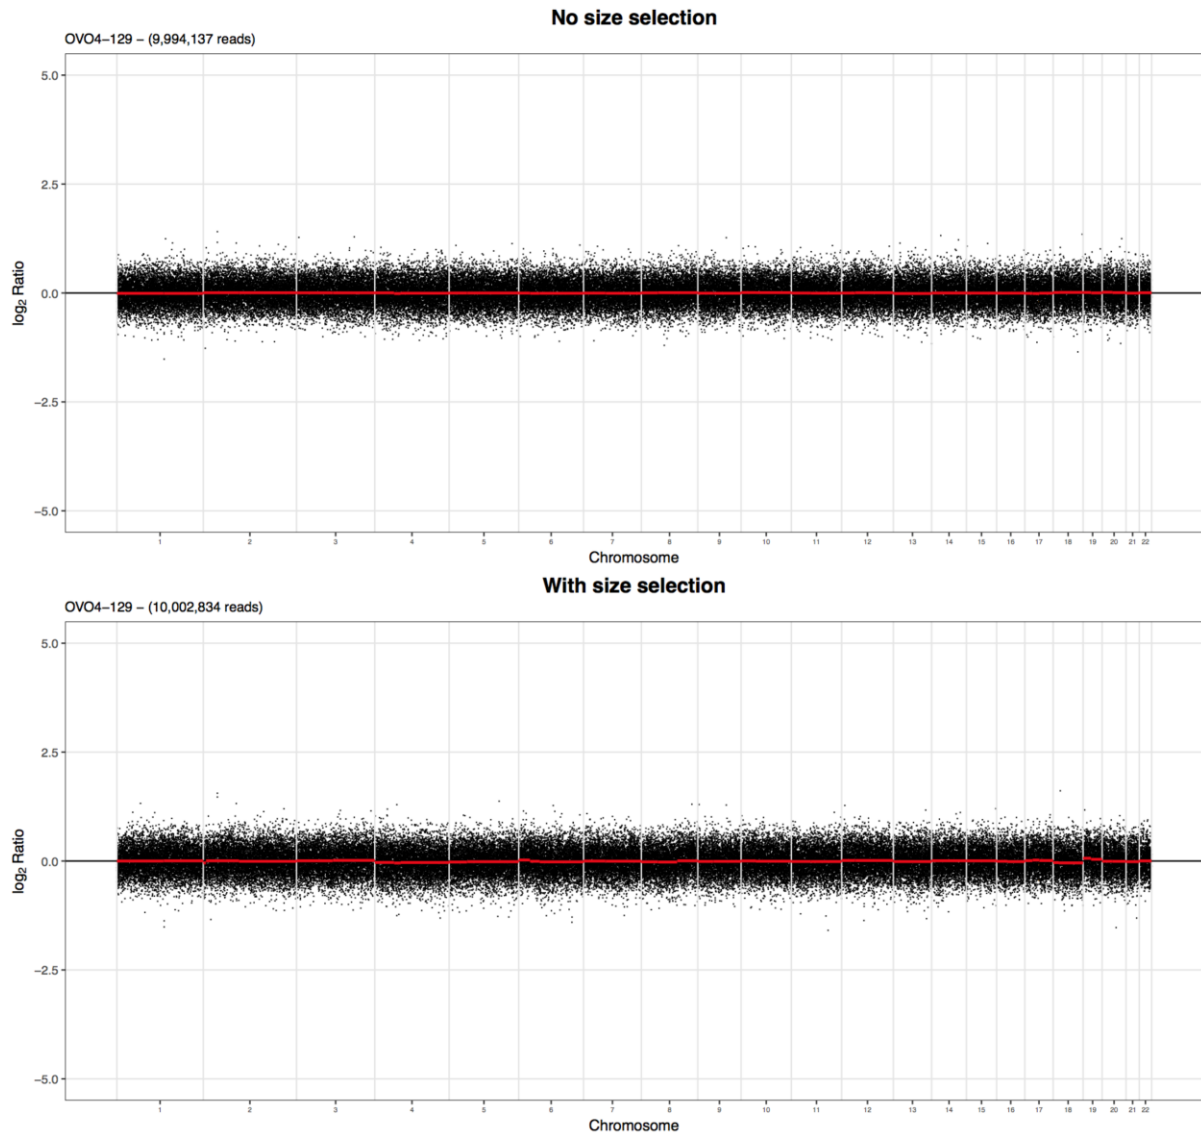 No size selection
OVO4-129 - (9,994,137 reads)
5.0
2.5
0.0
-2.5
-5.0
log2 Ratio
1 2 3 4 5 6 7 8 9 10 11 12 13 14 15 16 17 18 19 20 21 22
Chromosome
With size selection
OVO4-129 - (10,002,834 reads)
5.0
2.5
0.0
-2.5
-5.0
log2 Ratio
1 2 3 4 5 6 7 8 9 10 11 12 13 14 15 16 17 18 19 20 21 22
Chromosome